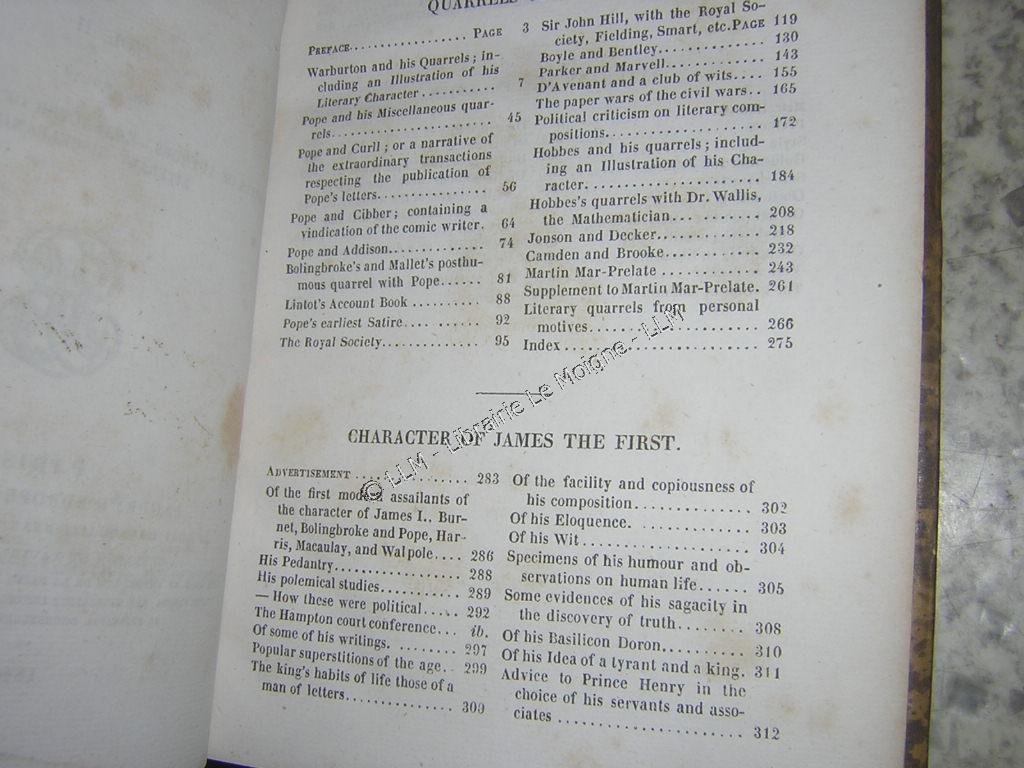 QUARRELS
PREFACE.................. PAGE 3
Warburton and his Quarrels; in-
cluding an Illustration of his
Literary Character ........... 7
Pope and his Miscellaneous quar-
rels........................ 45
Pope and Curll; or a narrative of
the extraordinary transactions
respecting the publication of
Pope's letters................ 56
Pope and Cibber; containing a
vindication of the comic writer. 64
Pope and Addison.............. 74
Bolingbroke's and Mallet's posthu-
mous quarrel with Pope...... 81
Lintot's Account Book .......... 88
Pope's earliest Satire.... ....... 92
The Royal Society.............. 95
Sir John Hill, with the Royal So-
ciety, Fielding, Smart, etc. PAGE 119
Boyle and Bentley............. 130
Parker and Marvell............ 143
D'Avenant and a club of wits.... 155
The paper wars of the civil wars.. 165
Political criticism on literary com-
positions.................... 172
Hobbes and his quarrels; includ-
ing an Illustration of his Cha-
racter....................... 184
Hobbes's quarrels with Dr. Wallis,
the Mathematician... ........ 208
Jonson and Decker............. 218
Camden and Brooke............ 232
Martin Mar-Prelate ............ 243
Supplement to Martin Mar-Prelate. 261
Literary quarrels from personal
motives...................... 266
Index......................... 275
CHARACTER OF JAMES THE FIRST.
ADVERTISEMENT ............... 283
Of the first modern assailants of
the character of James I., Bur-
net, Bolingbroke and Pope, Har-
ris, Macaulay, and Walpole.... 286
His Pedantry................... 288
His polemical studies........... 289
— How these were political..... 292
The Hampton court conference... ib.
Of some of his writings. ........ 297
Popular superstitions of the age.. 299
The king's habits of life those of a
man of letters............... 300
Of the facility and copiousness of
his composition.............. 302
Of his Eloquence. ............. 303
Of his Wit .................... 304
Specimens of his humour and ob-
servations on human life...... 305
Some evidences of his sagacity in
the discovery of truth........ 308
Of his Basilicon Doron.......... 310
Of his Idea of a tyrant and a king. 311
Advice to Prince Henry in the
choice of his servants and asso-
ciates ....................... 312
© LLM - Librairie Le Moigne - LLM